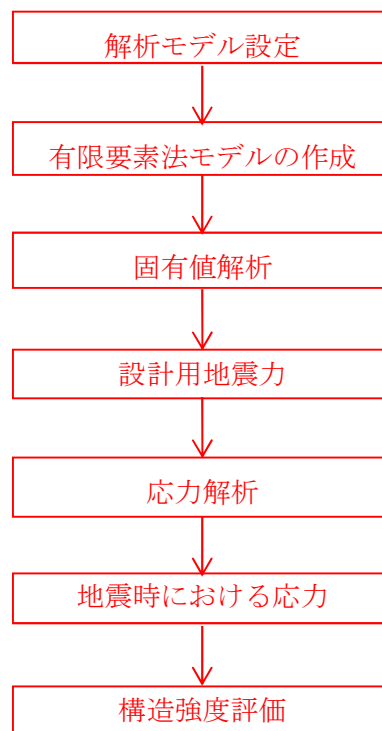 解析モデル設定
有限要素法モデルの作成
固有値解析
設計用地震力
応力解析
地震時における応力
構造強度評価